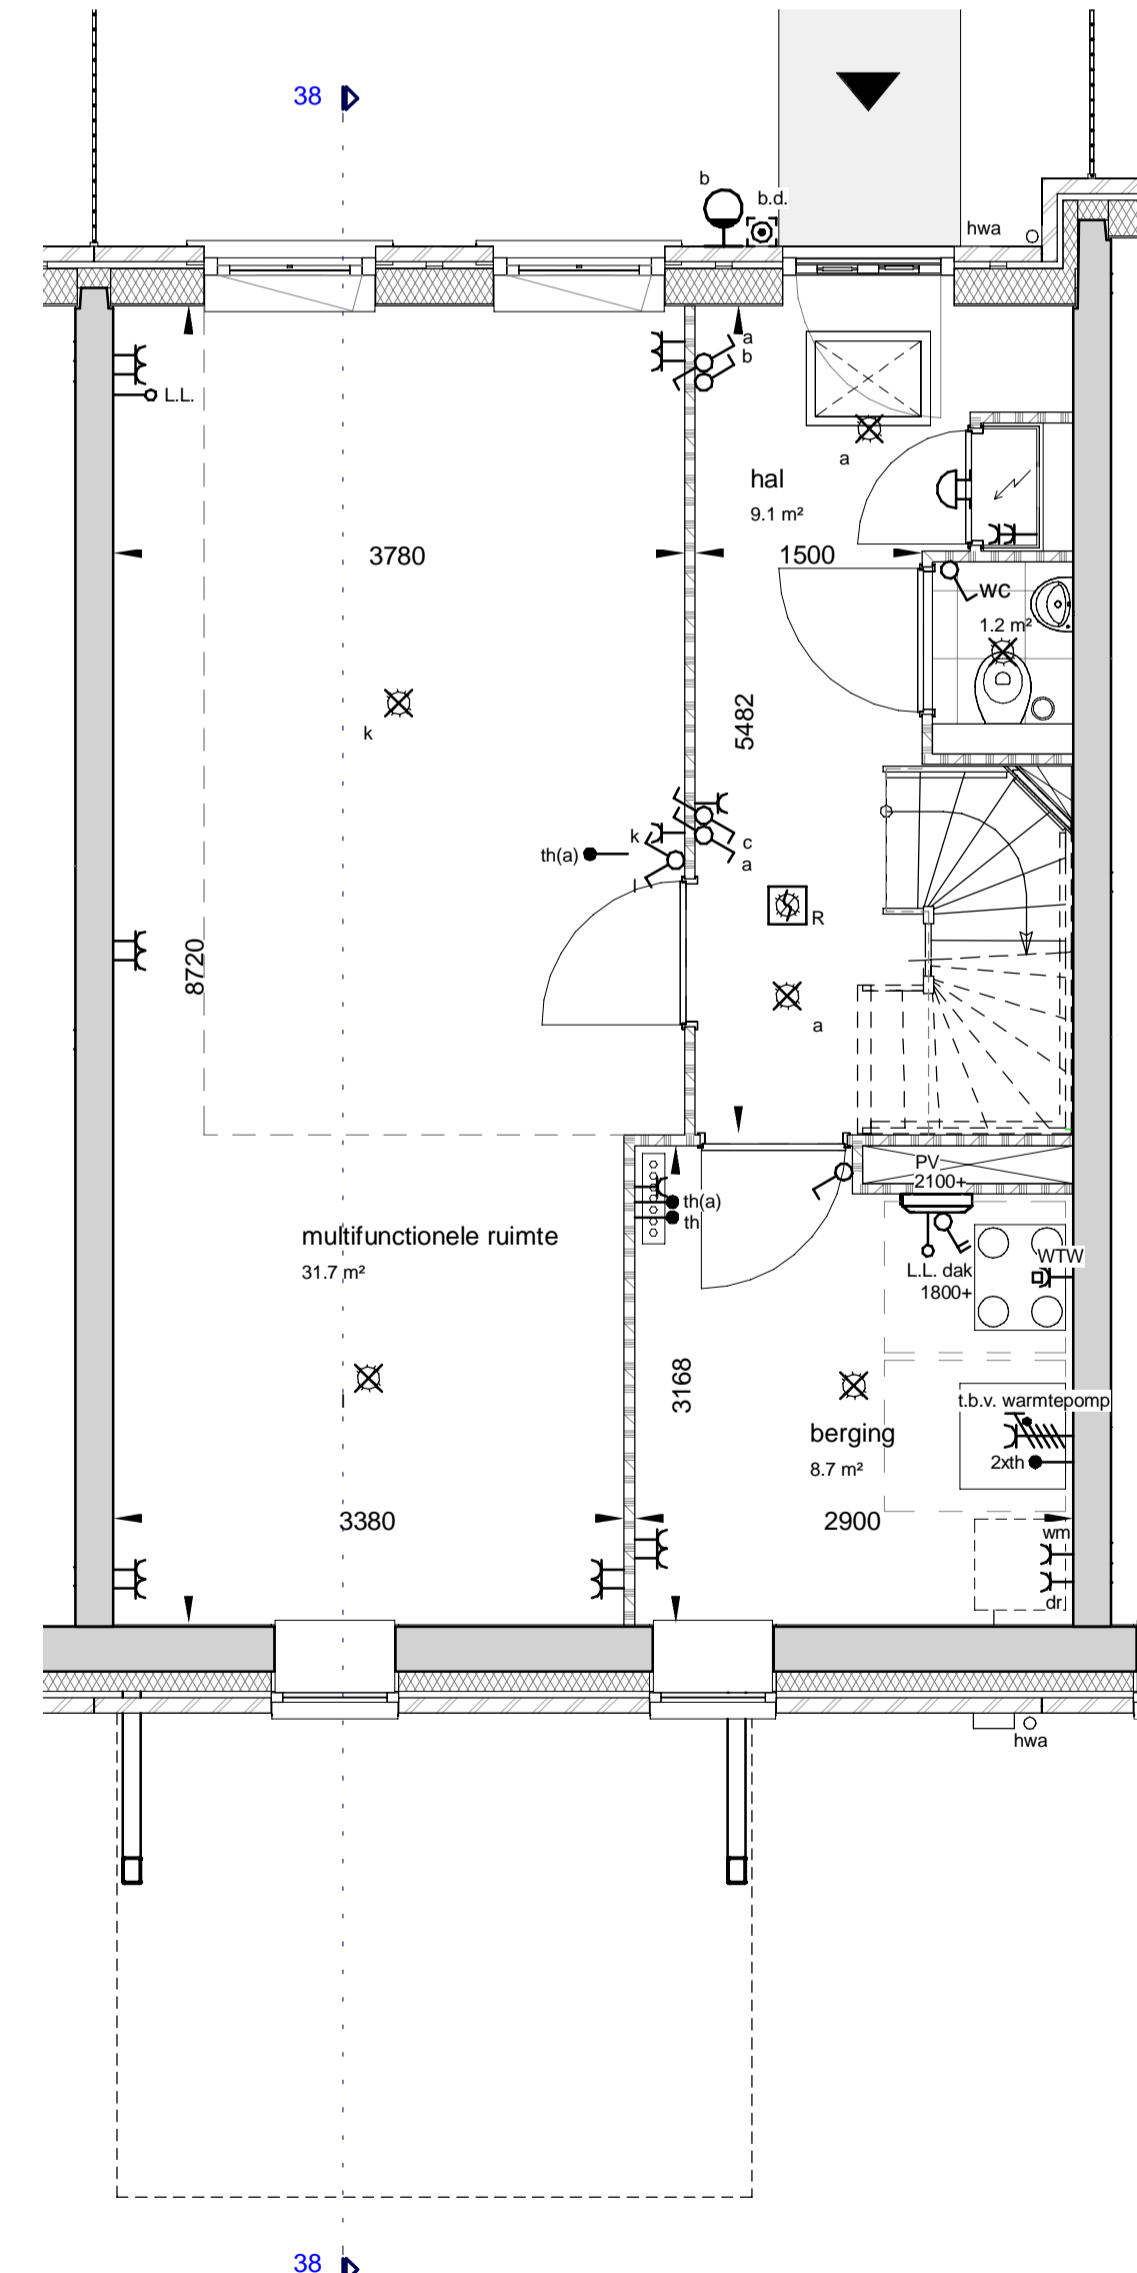 38
b
b.d.
hwa
a
b
L.L.
a
hal
9.1 m²
3780
1500
wc
1.2 m²
k
5482
k
c
a
th(a)
l
R
8720
a
PV
2100+
th(a)
th
multifunctionele ruimte
31.7 m²
WTW
L.L. dak
1800+
l
3168
t.b.v. warmtepomp
berging
8.7 m²
2xth
3380
2900
wm
dr
hwa
38